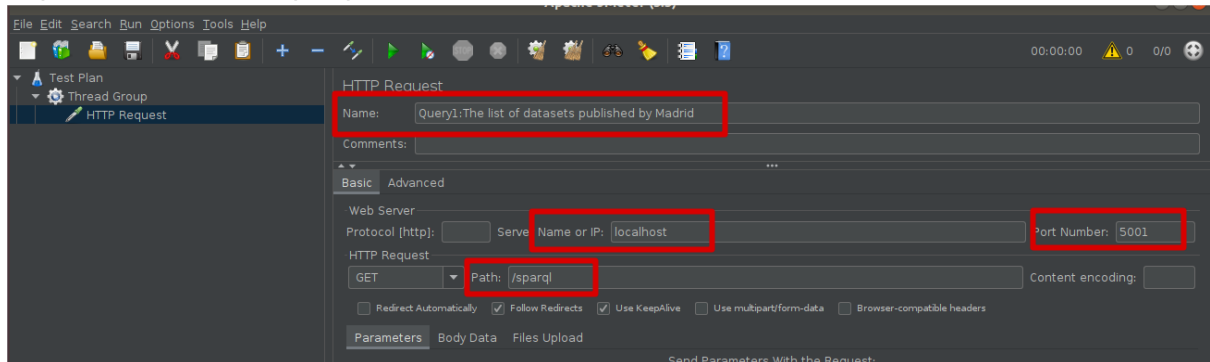 File Edit Search Run Options Tools Help
STOP
00:00:00 0 0/0
Test Plan
Thread Group
HTTP Request
HTTP Request
Name: Query1:The list of datasets published by Madrid
Comments:
Basic Advanced
Web Server
Protocol [http]: Serve Name or IP: localhost Port Number: 5001
HTTP Request
GET Path: /sparql Content encoding:
Redirect Automatically Follow Redirects Use KeepAlive Use multipart/form-data Browser-compatible headers
Parameters Body Data Files Upload
Send Parameters With the Request: